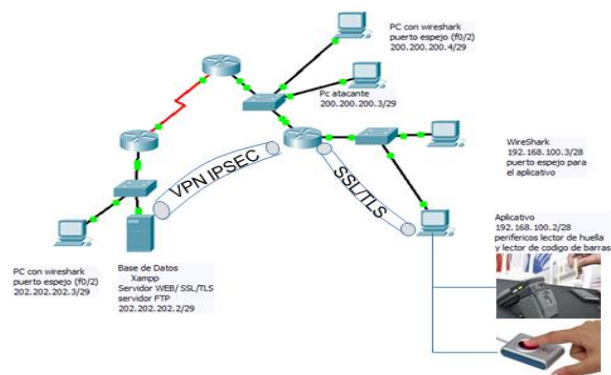 PC con wireshark
puerto espejo (f0/2)
200.200.200.4/29
Pc atacante
200.200.200.3/29
WireShark
192.168.100.3/28
puerto espejo para
el aplicativo
VPN IPSEC
SSL/TLS
Aplicativo
192.168.100.2/28
perifericos lector de huella
y lector de codigo de barras
PC con wireshark
puerto espejo (f0/2)
202.202.202.3/29
Base de Datos
Xampp
Servidor WEB/ SSL/TLS
servidor FTP
202.202.202.2/29